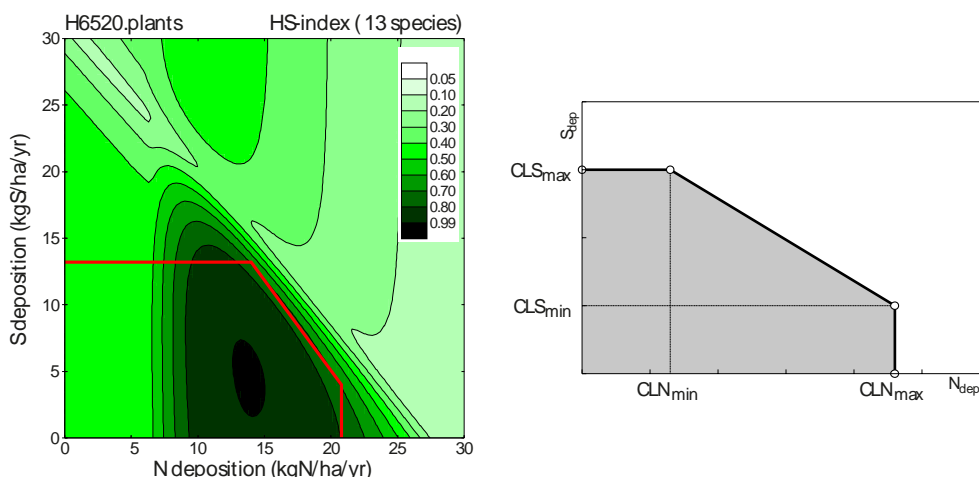 H6520.plants HS-index ( 13 species)
30
25
20
15
10
5
0
S deposition (kgS/ha/yr)
0.05
0.10
0.20
0.30
0.40
0.50
0.60
0.70
0.80
0.99
0 5 10 15 20 25 30
N deposition (kgN/ha/yr)
Sdep
CLSmax
CLSmin
CLNmin CLNmax Ndep